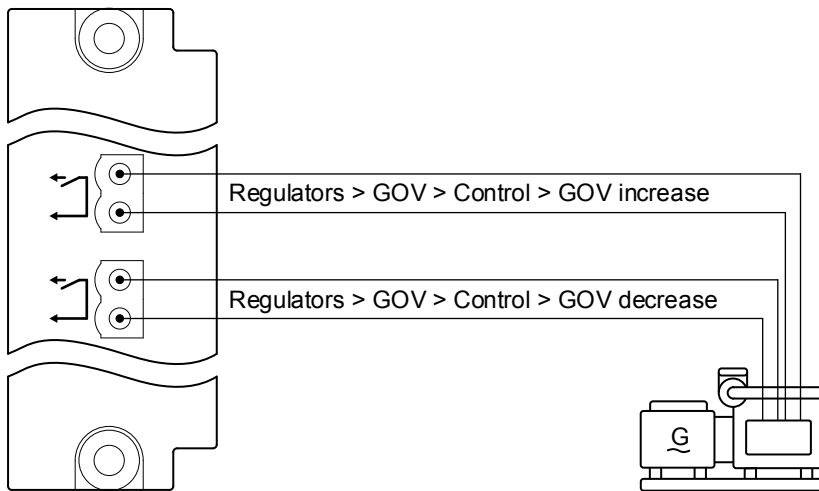 Regulators > GOV > Control > GOV increase
Regulators > GOV > Control > GOV decrease
G